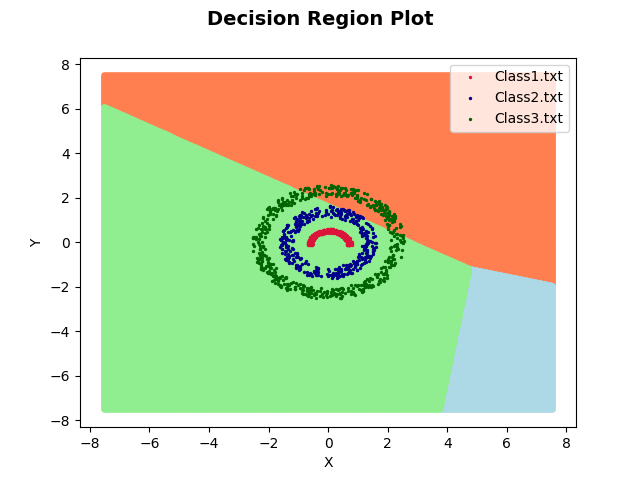 Decision Region Plot
Class1.txt
Class2.txt
Class3.txt
8
6
4
2
0
−2
−4
−6
−8
Y
−8 −6 −4 −2 0 2 4 6 8
X